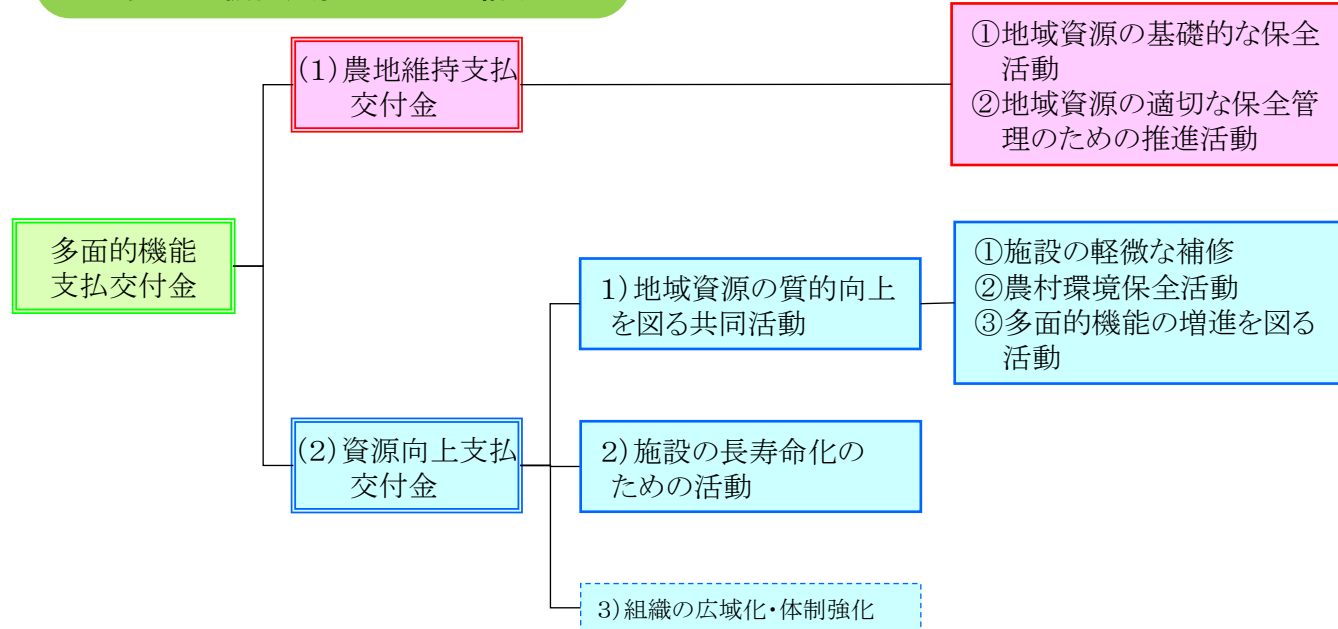 (1)農地維持支払
交付金
①地域資源の基礎的な保全
活動
②地域資源の適切な保全管
理のための推進活動
多面的機能
支払交付金
1)地域資源の質的向上
を図る共同活動
①施設の軽微な補修
②農村環境保全活動
③多面的機能の増進を図る
活動
(2)資源向上支払
交付金
2)施設の長寿命化の
ための活動
3)組織の広域化・体制強化